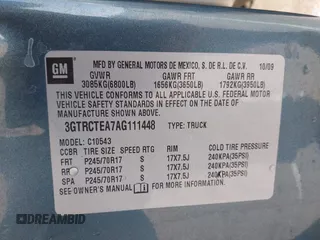 GM
MFD BY GENERAL MOTORS DE MEXICO, S. DE R.L. DE C.V. 10/09
GVWR GAWR FRT GAWR RR
3085KG(6800LB) 1656KG(3650LB) 1792KG(3950LB)
THIS VEHICLE CONFORMS TO ALL APPLICABLE U.S. FEDERAL
MOTOR VEHICLE SAFETY STANDARDS IN EFFECT ON THE DATE OF
MANUFACTURE SHOWN ABOVE.
3GTRCTEA7AG111448 TYPE: TRUCK
MODEL: C10543
CCBR TIRE SIZE SPEED RTG RIM COLD TIRE PRESSURE
FRT P245/70R17 S 17X7.5J 240KPA(35PSI)
RR P245/70R17 S 17X7.5J 240KPA(35PSI)
SPA P245/70R17 S 17X7.5J 240KPA(35PSI)
SEE OWNER'S MANUAL FOR ADDITIONAL INFORMATION.
DREAMBID